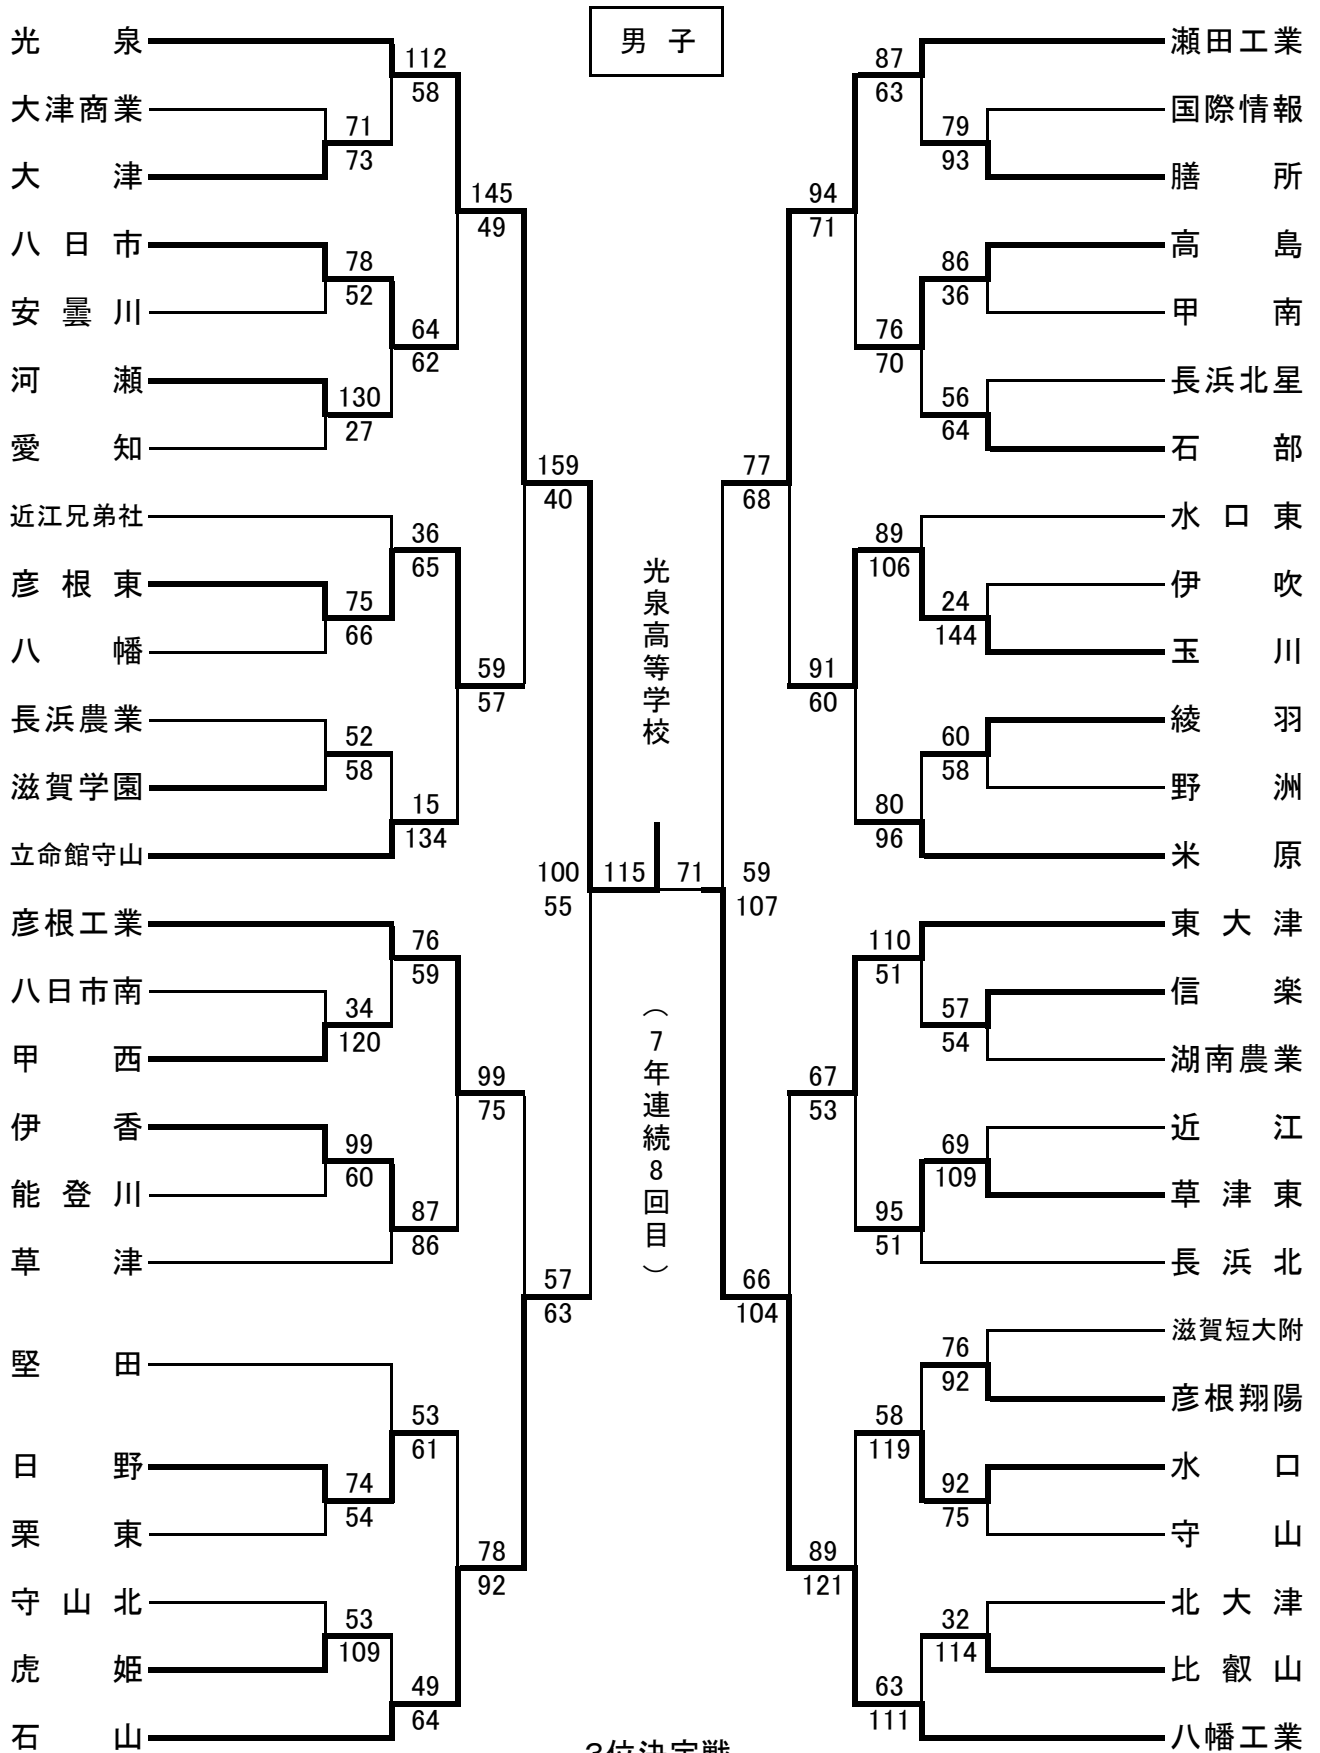 男子
光泉
大津商業
大津
八日市
安曇川
河瀬
愛知
近江兄弟社
彦根東
八幡
長浜農業
滋賀学園
立命館守山
彦根工業
八日市南
甲西
伊香
能登川
草津
堅田
日野
栗東
守山北
虎姫
石山
71
73
78
52
130
27
75
66
52
58
34
120
99
60
74
54
53
109
112
58
64
62
36
65
15
134
76
59
87
86
53
61
49
64
145
49
59
57
99
75
78
92
159
40
57
63
100
55
115
71
光泉高等学校
（7年連続8回目）
59
107
77
68
66
104
94
71
91
60
67
53
89
121
87
63
76
70
89
106
80
96
110
51
95
51
58
119
63
111
79
93
86
36
56
64
24
144
60
58
57
54
69
109
76
92
92
75
32
114
瀬田工業
国際情報
膳所
高島
甲南
長浜北星
石部
水口東
伊吹
玉川
綾羽
野洲
米原
東大津
信楽
湖南農業
近江
草津東
長浜北
滋賀短大附
彦根翔陽
水口
守山
北大津
比叡山
八幡工業
3位決定戦